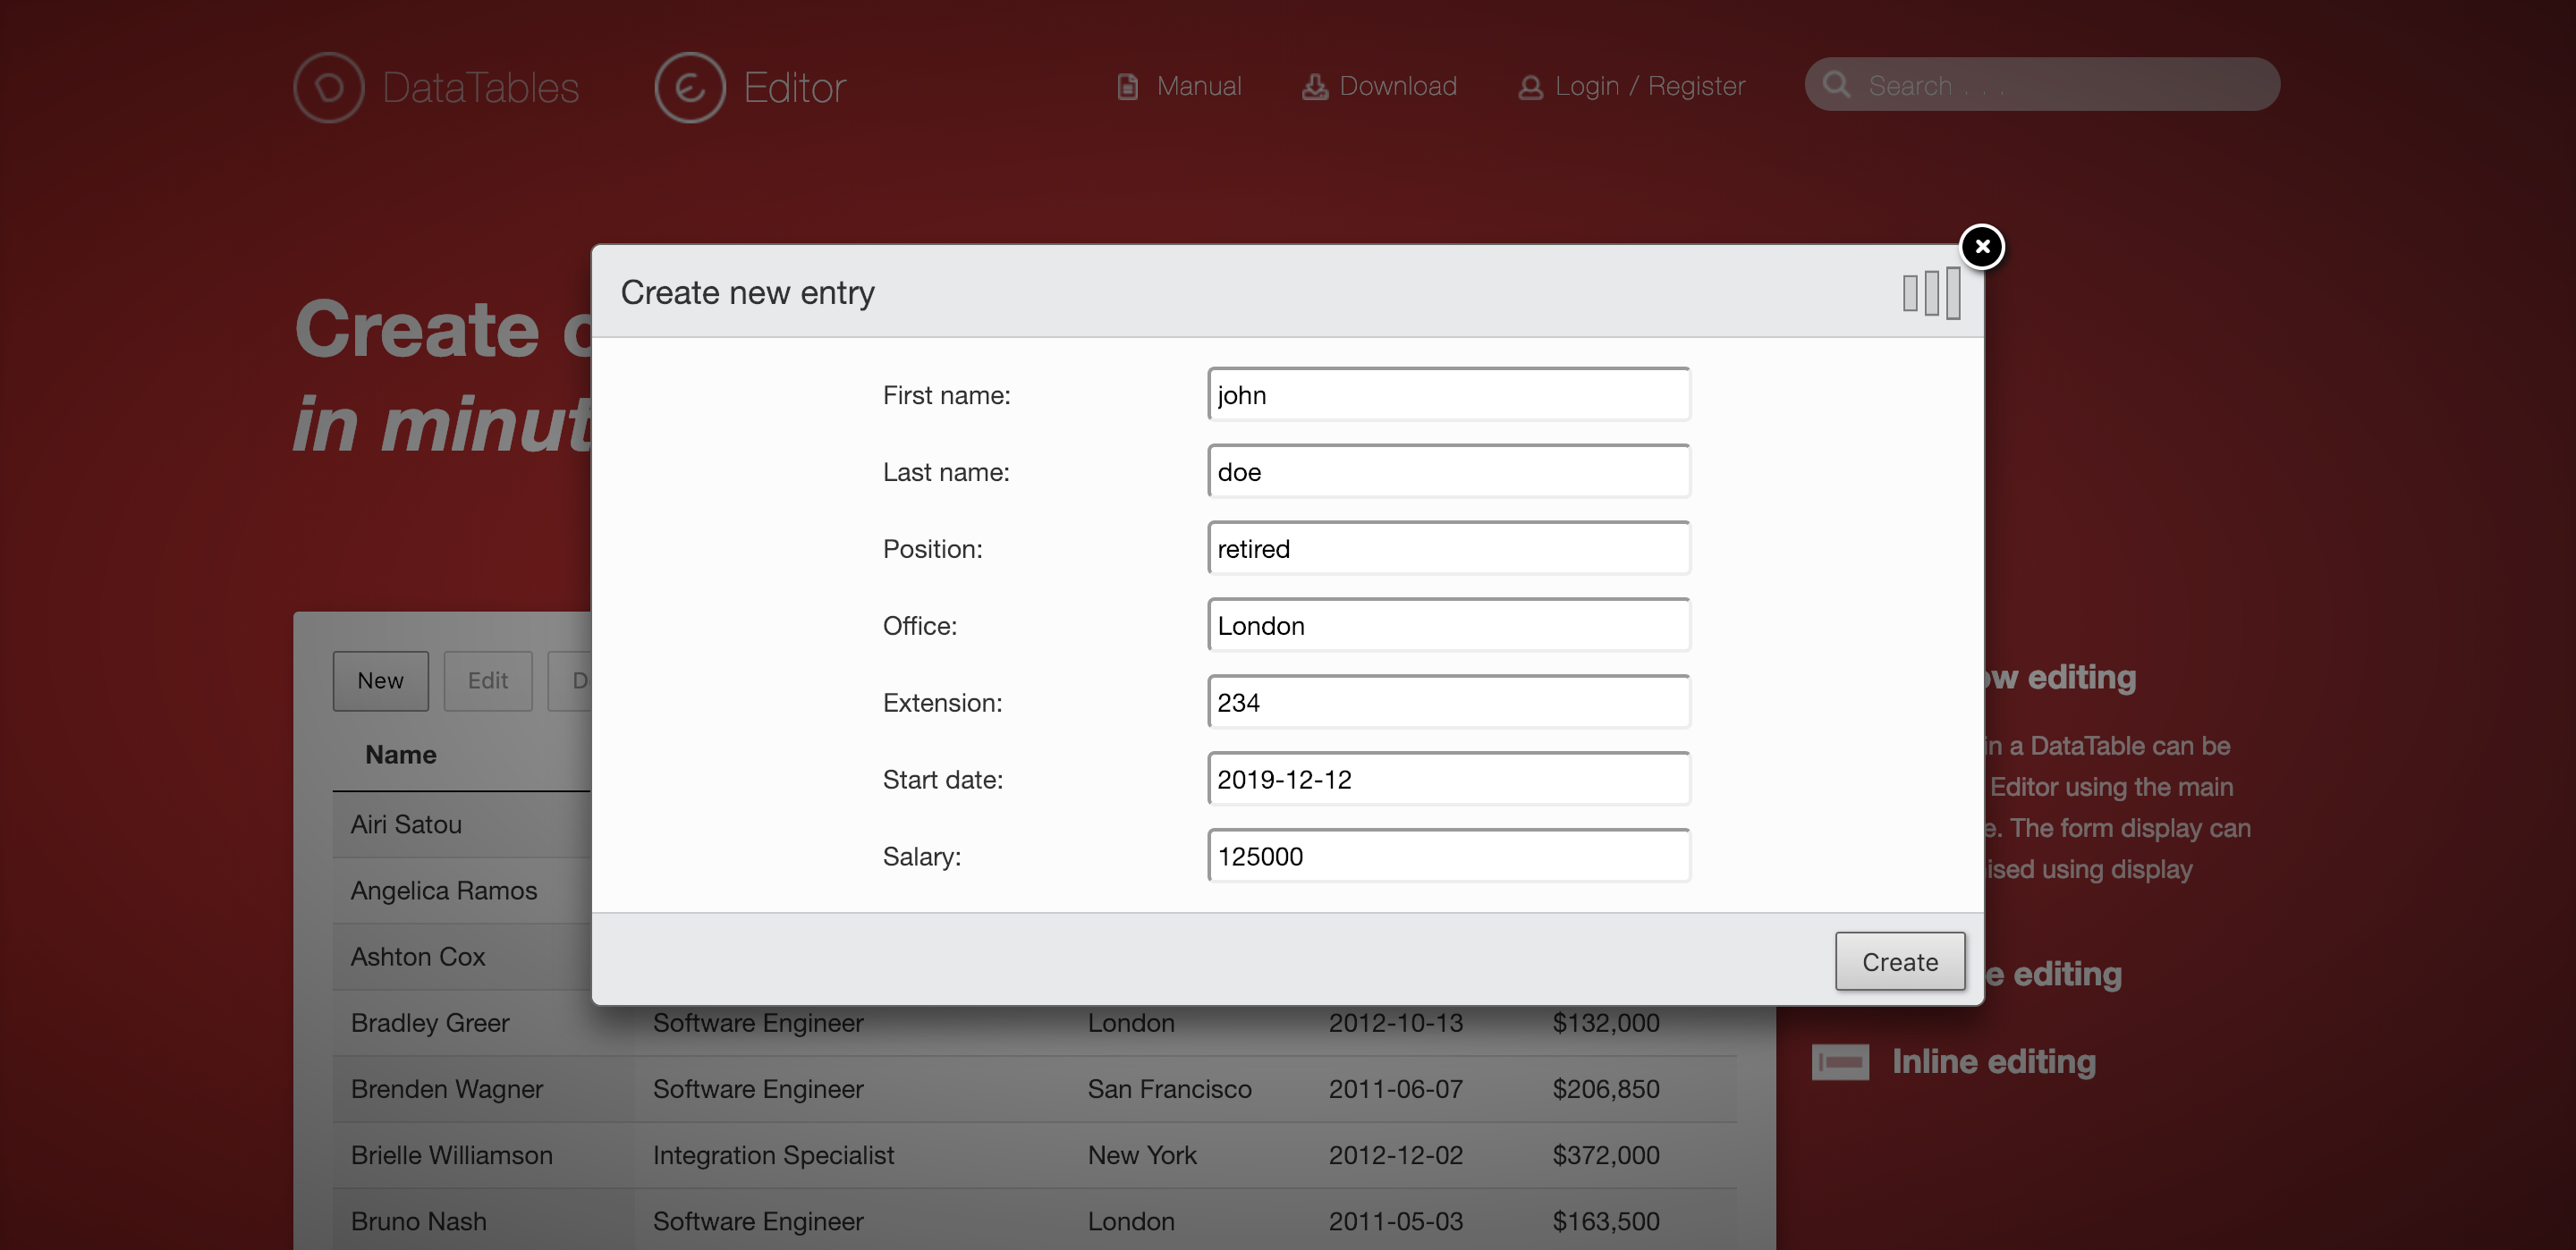 DataTables Editor Manual Download Login / Register Search . . .
Create new entry
Create
in minut
First name: john
Last name: doe
Position: retired
Office: London
Extension: 234
Start date: 2019-12-12
Salary: 125000
Create
New Edit D
Name
Airi Satou
Angelica Ramos
Ashton Cox
Bradley Greer Software Engineer London 2012-10-13 $132,000
Brenden Wagner Software Engineer San Francisco 2011-06-07 $206,850
Brielle Williamson Integration Specialist New York 2012-12-02 $372,000
Bruno Nash Software Engineer London 2011-05-03 $163,500
ow editing
in a DataTable can be
Editor using the main
e. The form display can
ised using display
e editing
Inline editing